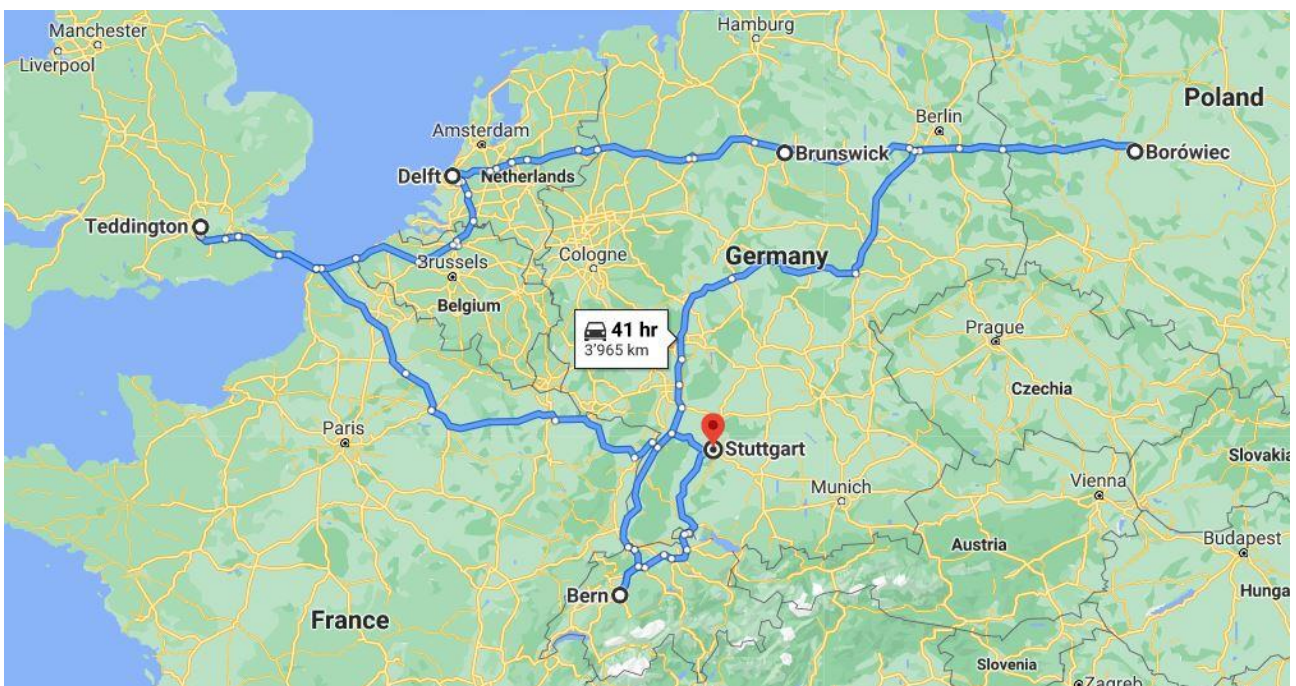 Manchester
Liverpool
Hamburg
Poland
Berlin
Amsterdam
Brunswick
Borówiec
Delft
Netherlands
Teddington
Cologne
Germany
Brussels
Belgium
41 hr
3'965 km
Prague
Czechia
Paris
Stuttgart
Slovakia
Munich
Vienna
Austria
Budapest
Bern
Hunga
France
Slovenia
Zagreb